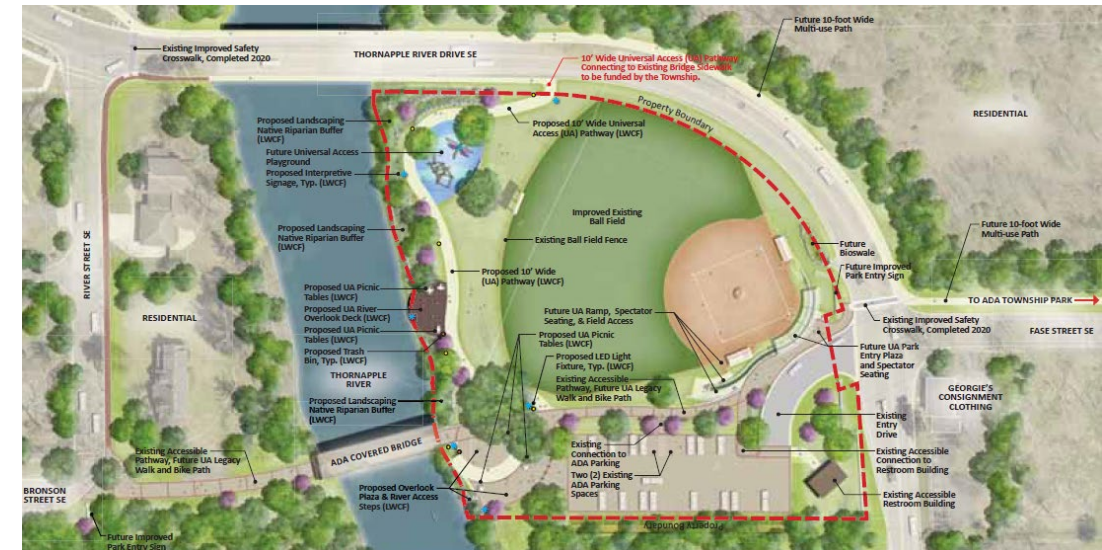 THORNAPPLE RIVER DRIVE SE
Existing Improved Safety
Crosswalk, Completed 2020
10' Wide Universal Access (UA) Pathway
Connecting to Existing Bridge Sidewalk
to be funded by the Township.
Future 10-foot Wide
Multi-use Path
RESIDENTIAL
Property Boundary
Proposed Landscaping
Native Riparian Buffer
(LWCF)
Proposed 10' Wide Universal
Access (UA) Pathway (LWCF)
Future Universal Access
Playground
Proposed Interpretive
Signage, Typ. (LWCF)
Improved Existing
Ball Field
Proposed Landscaping
Native Riparian Buffer
(LWCF)
Existing Ball Field Fence
Future
Bioswale
Future 10-foot Wide
Multi-use Path
RIVER STREET SE
Proposed 10' Wide
(UA) Pathway (LWCF)
Future Improved
Park Entry Sign
Proposed UA Picnic
Tables (LWCF)
Proposed UA River
Overlook Deck (LWCF)
Proposed UA Picnic
Tables (LWCF)
Proposed Trash
Bin, Typ. (LWCF)
TO ADA TOWNSHIP PARK
RESIDENTIAL
Future UA Ramp, Spectator
Seating, & Field Access
Existing Improved Safety
Crosswalk, Completed 2020
FASE STREET SE
Proposed UA Picnic
Tables (LWCF)
Future UA Park
Entry Plaza
and Spectator
Seating
Proposed LED Light
Fixture, Typ. (LWCF)
THORNAPPLE
RIVER
Existing Accessible
Pathway, Future UA Legacy
Walk and Bike Path
GEORGIE'S
CONSIGNMENT
CLOTHING
Proposed Landscaping
Native Riparian Buffer
(LWCF)
Existing
Entry
Drive
ADA COVERED BRIDGE
Existing Accessible
Pathway, Future UA Legacy
Walk and Bike Path
Existing
Connection to
ADA Parking
Two (2) Existing
ADA Parking
Spaces
Existing Accessible
Connection to
Restroom Building
Existing Accessible
Restroom Building
BRONSON
STREET SE
Proposed Overlook
Plaza & River Access
Steps (LWCF)
Property Boundary
Future Improved
Park Entry Sign